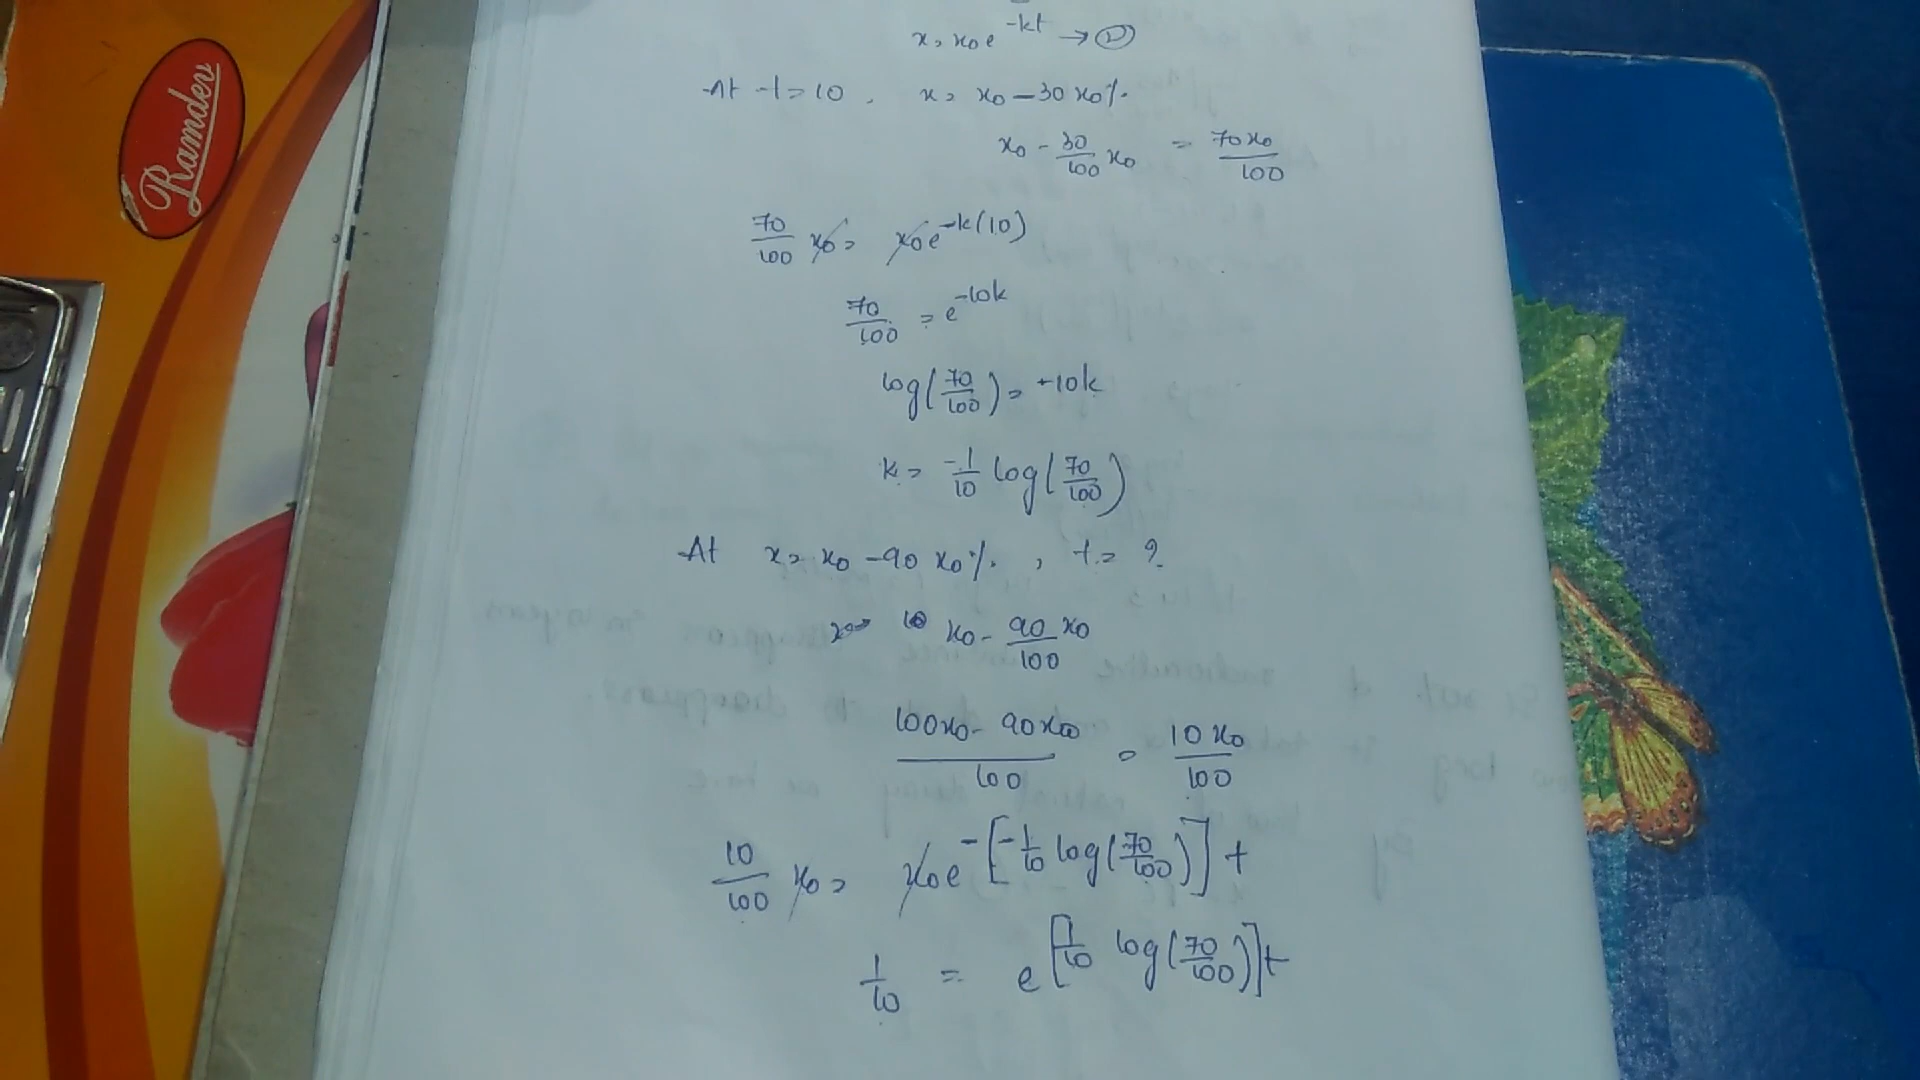 Ramdev
x = x₀e^-kt → ②
At t = 10 , x = x₀ - 30 x₀%.
x₀ - 30/100 x₀ = 70x₀/100
70/100 x₀ = x₀e^-k(10)
70/100 = e^-10k
log(70/100) = -10k
k = -1/10 log(70/100)
At x = x₀ - 90 x₀%. , t = ?
x₀ - 90/100 x₀
100x₀ - 90x₀/100 = 10x₀/100
10/100 x₀ = x₀e^-[-1/10 log(70/100)]t
1/10 = e^[1/10 log(70/100)]t